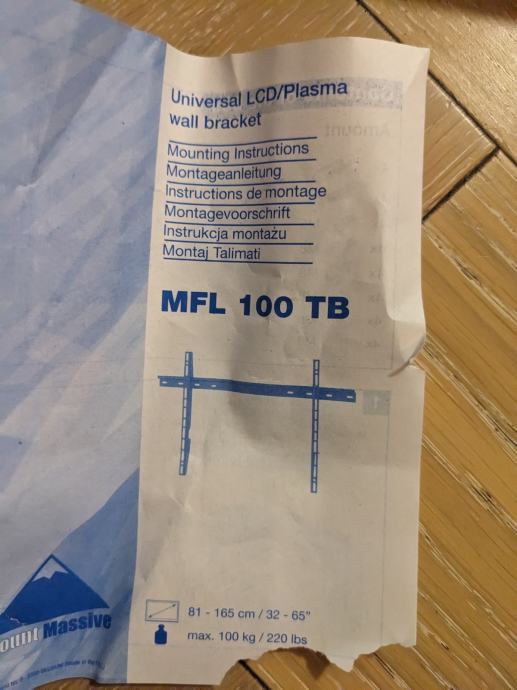 Universal LCD/Plasma
wall bracket
Mounting Instructions
Montageanleitung
Instructions de montage
Montagevoorschrift
Instrukcja montażu
Montaj Talimati
MFL 100 TB
ount Massive
81 - 165 cm / 32 - 65"
max. 100 kg / 220 lbs